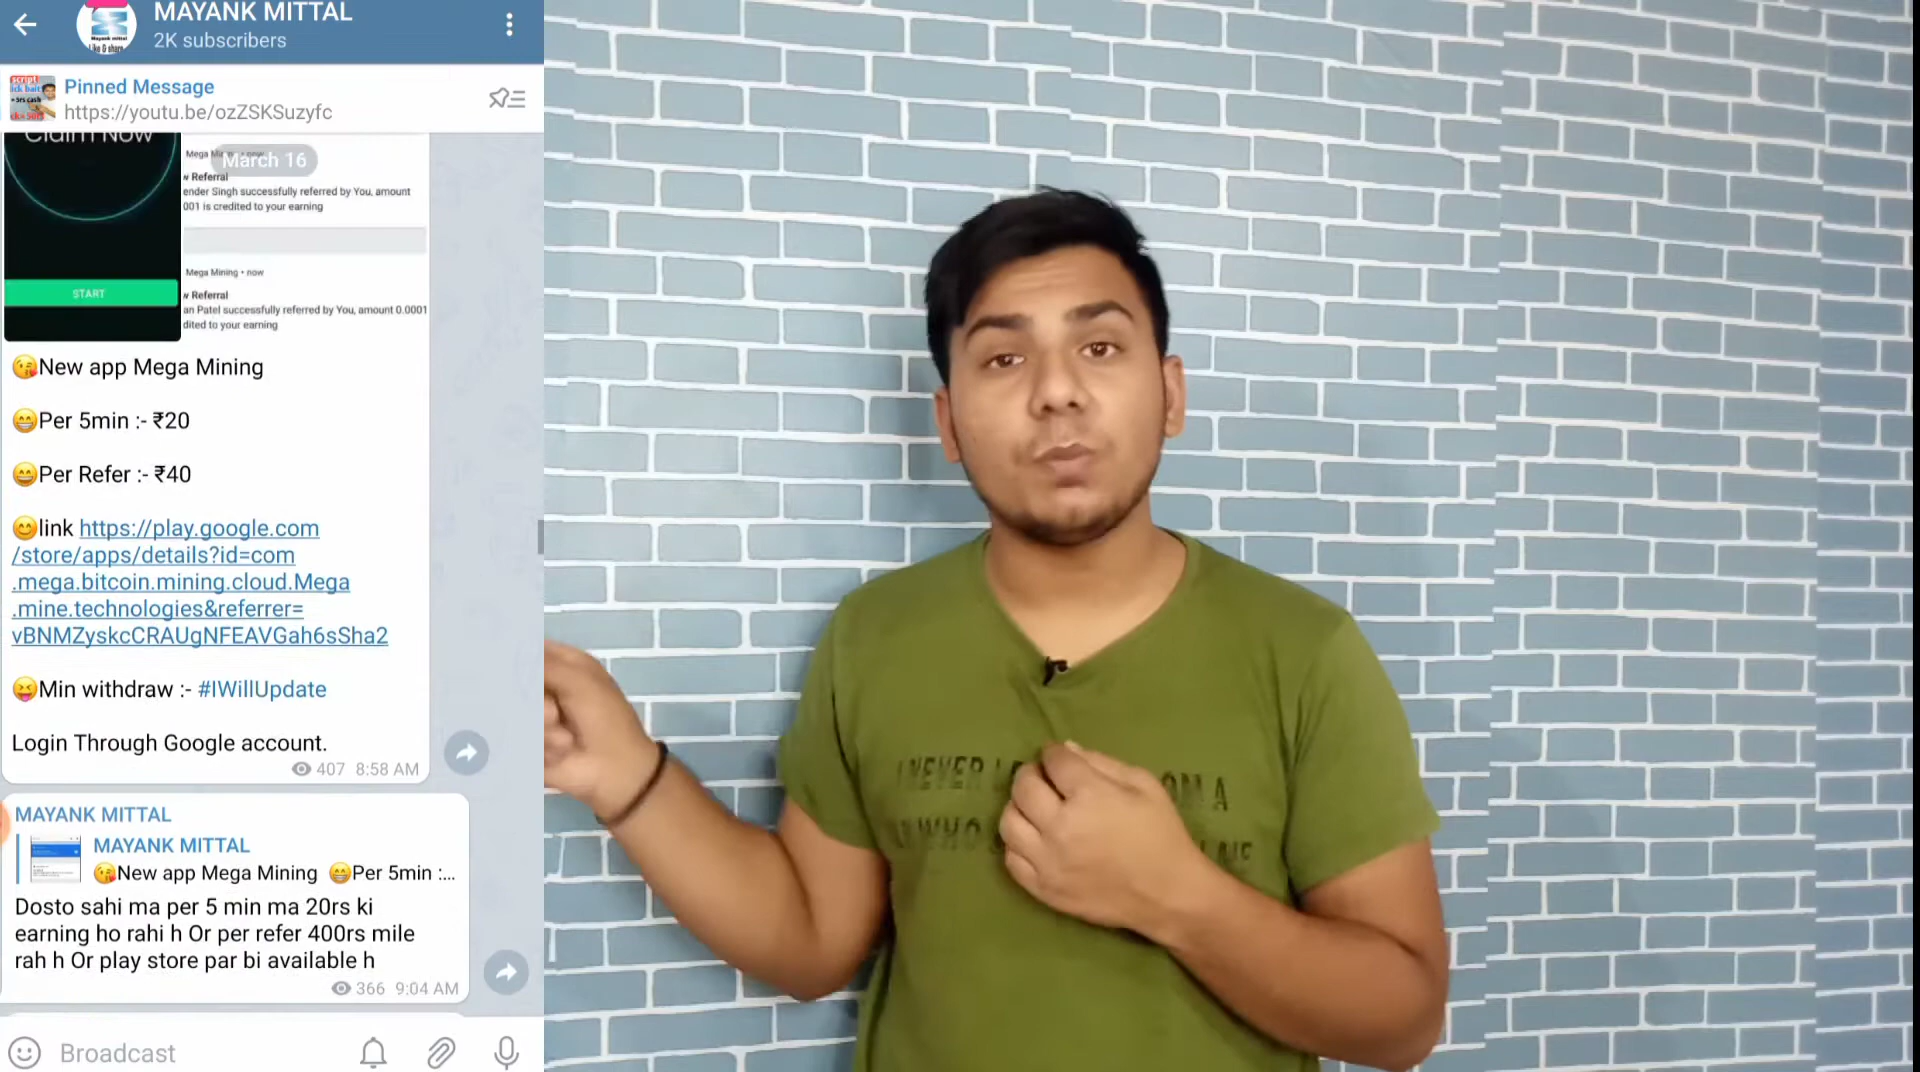 MAYANK MITTAL
2K subscribers
Pinned Message
https://youtu.be/ozZSKSuzyfc
Claim Now
March 16
Referral
ender Singh successfully referred by You, amount
001 is credited to your earning
START
Mega Mining • now
Referral
an Patel successfully referred by You, amount 0.0001
dited to your earning
😘New app Mega Mining
😁Per 5min :- ₹20
😄Per Refer :- ₹40
😊link https://play.google.com
/store/apps/details?id=com
.mega.bitcoin.mining.cloud.Mega
.mine.technologies&referrer=
vBNMZyskcCRAUgNFEAVGah6sSha2
😝Min withdraw :- #IWillUpdate
Login Through Google account.
407 8:58 AM
MAYANK MITTAL
MAYANK MITTAL
😘New app Mega Mining 😁Per 5min :...
Dosto sahi ma per 5 min ma 20rs ki
earning ho rahi h Or per refer 400rs mile
rah h Or play store par bi available h
366 9:04 AM
Broadcast
I NEVER
A
WHO